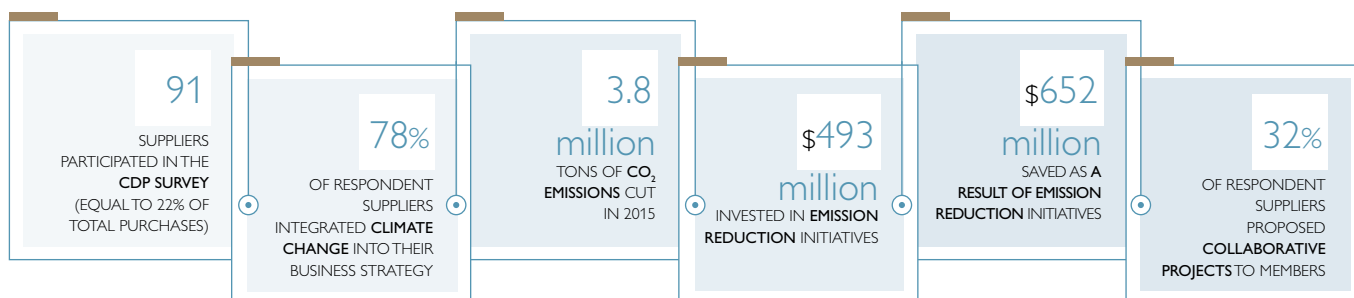 91
SUPPLIERS
PARTICIPATED IN THE
CDP SURVEY
(EQUAL TO 22% OF
TOTAL PURCHASES)
78%
OF RESPONDENT
SUPPLIERS
INTEGRATED CLIMATE
CHANGE INTO THEIR
BUSINESS STRATEGY
3.8
million
TONS OF CO₂
EMISSIONS CUT
IN 2015
$493
million
INVESTED IN EMISSION
REDUCTION INITIATIVES
$652
million
SAVED AS A
RESULT OF EMISSION
REDUCTION INITIATIVES
32%
OF RESPONDENT
SUPPLIERS
PROPOSED
COLLABORATIVE
PROJECTS TO MEMBERS